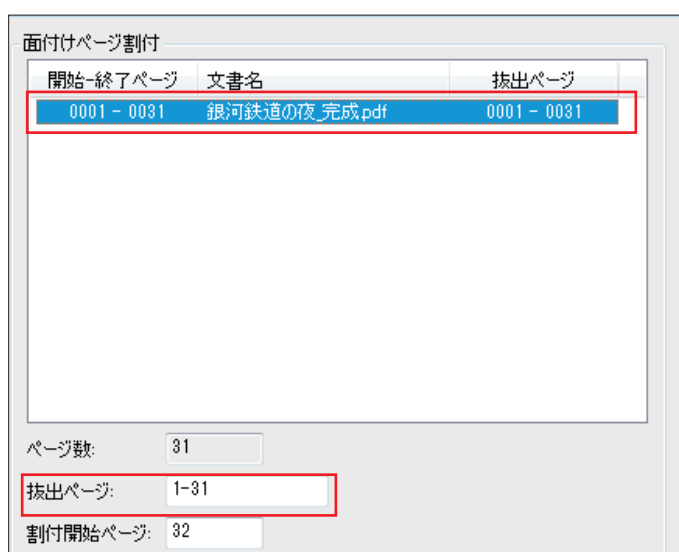 面付けページ割付
開始-終了ページ 文書名 抜出ページ
0001 - 0031 銀河鉄道の夜_完成.pdf 0001 - 0031
ページ数: 31
抜出ページ: 1-31
割付開始ページ: 32